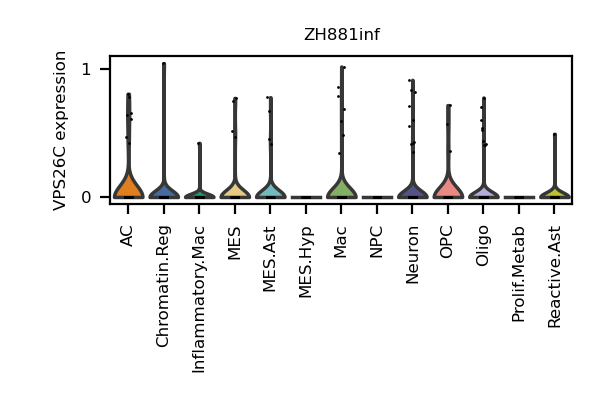 ZH881inf
VPS26C expression
1
0
AC
Chromatin.Reg
Inflammatory.Mac
MES
MES.Ast
MES.Hyp
Mac
NPC
Neuron
OPC
Oligo
Prolif.Metab
Reactive.Ast